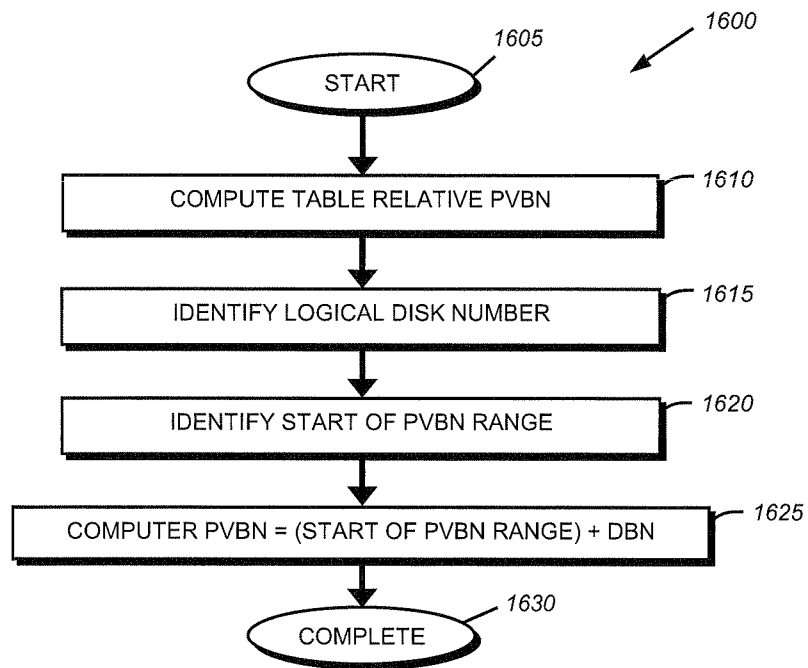 1600
1605
START
1610
COMPUTE TABLE RELATIVE PVBN
1615
IDENTIFY LOGICAL DISK NUMBER
1620
IDENTIFY START OF PVBN RANGE
1625
COMPUTER PVBN = (START OF PVBN RANGE) + DBN
1630
COMPLETE